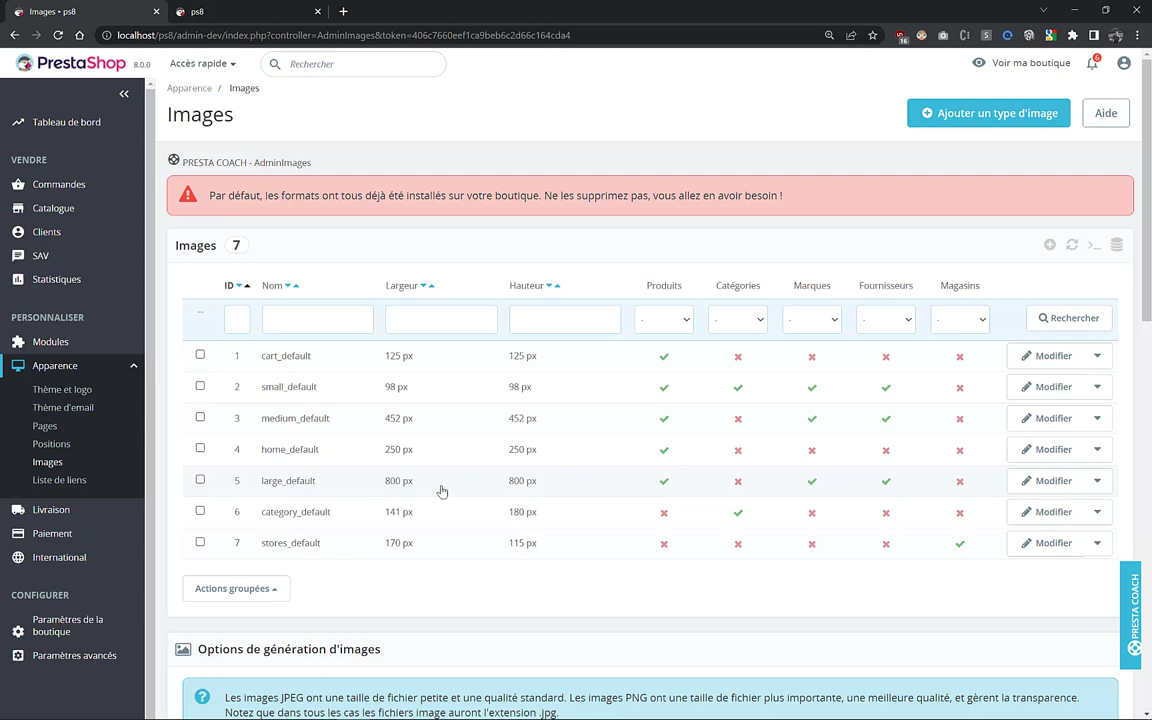 Images • ps8
ps8
localhost/ps8/admin-dev/index.php?controller=AdminImages&token=406c7660eef1ca9beb6c2d66c164cda4
16
PrestaShop
8.0.0
Accès rapide
Rechercher
Voir ma boutique
6
Apparence / Images
Images
Ajouter un type d'image
Aide
Tableau de bord
VENDRE
Commandes
Catalogue
Clients
SAV
Statistiques
PERSONNALISER
Modules
Apparence
Thème et logo
Thème d'email
Pages
Positions
Images
Liste de liens
Livraison
Paiement
International
CONFIGURER
Paramètres de la
boutique
Paramètres avancés
PRESTA COACH - AdminImages
Par défaut, les formats ont tous déjà été installés sur votre boutique. Ne les supprimez pas, vous allez en avoir besoin !
Images 7
ID Nom Largeur Hauteur Produits Catégories Marques Fournisseurs Magasins
-- - - - - - Rechercher
1 cart_default 125 px 125 px Modifier
2 small_default 98 px 98 px Modifier
3 medium_default 452 px 452 px Modifier
4 home_default 250 px 250 px Modifier
5 large_default 800 px 800 px Modifier
6 category_default 141 px 180 px Modifier
7 stores_default 170 px 115 px Modifier
Actions groupées
PRESTA COACH
Options de génération d'images
Les images JPEG ont une taille de fichier petite et une qualité standard. Les images PNG ont une taille de fichier plus importante, une meilleure qualité, et gèrent la transparence.
Notez que dans tous les cas les fichiers image auront l'extension .jpg.